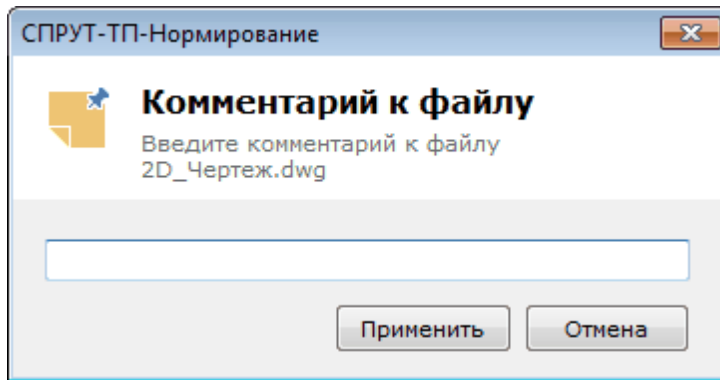 СПРУТ-ТП-Нормирование
Комментарий к файлу
Введите комментарий к файлу
2D_Чертеж.dwg
Применить
Отмена